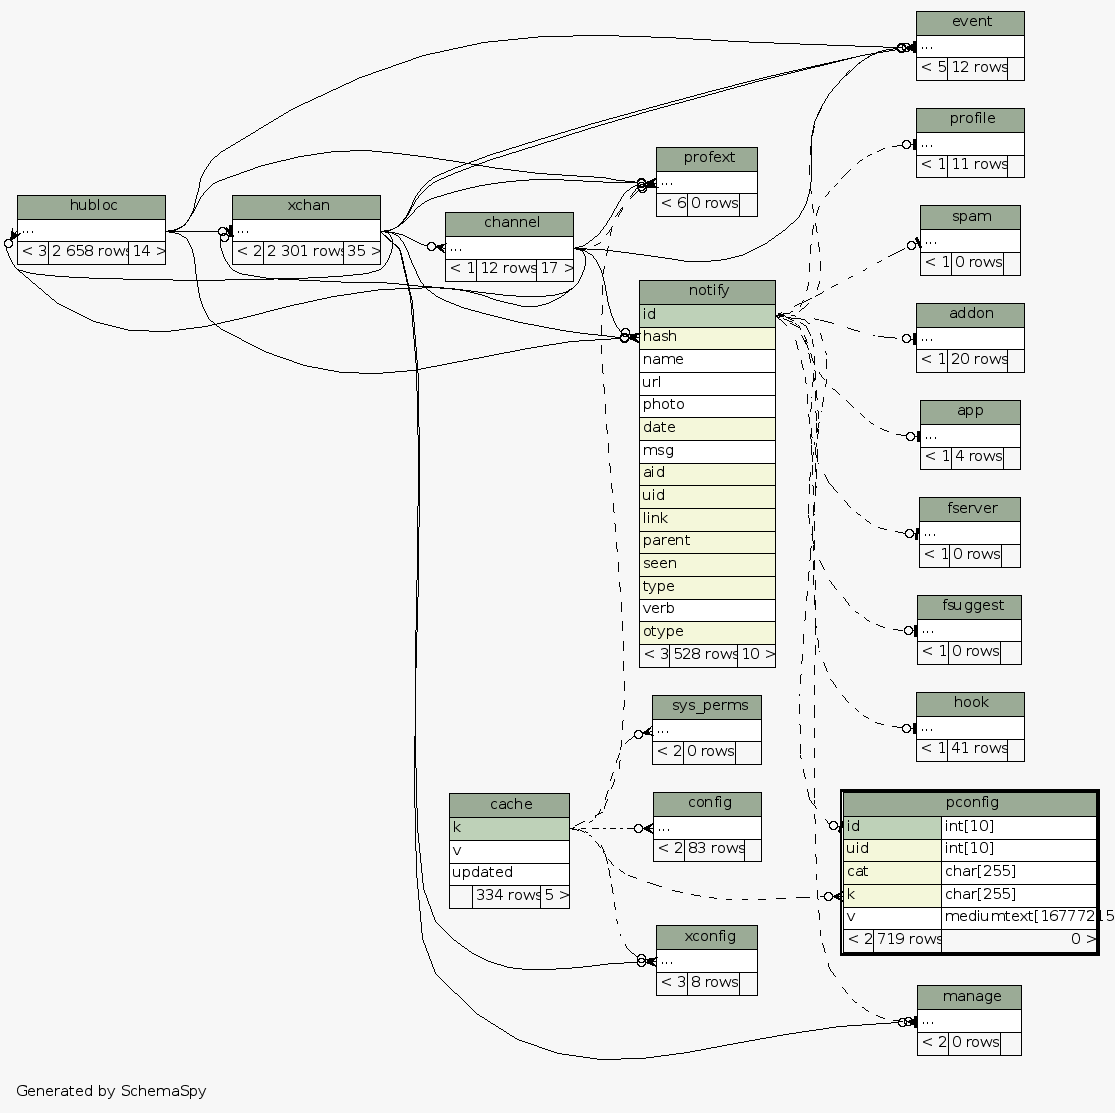 event
...
< 5 12 rows
profile
...
< 1 11 rows
profext
...
< 6 0 rows
hubloc
...
< 3 2 658 rows 14 >
xchan
...
< 2 2 301 rows 35 >
channel
...
< 1 12 rows 17 >
spam
...
< 1 0 rows
notify
id
hash
name
url
photo
date
msg
aid
uid
link
parent
seen
type
verb
otype
< 3 528 rows 10 >
addon
...
< 1 20 rows
app
...
< 1 4 rows
fserver
...
< 1 0 rows
fsuggest
...
< 1 0 rows
hook
...
< 1 41 rows
sys_perms
...
< 2 0 rows
cache
k
v
updated
334 rows 5 >
config
...
< 2 83 rows
pconfig
id int[10]
uid int[10]
cat char[255]
k char[255]
v mediumtext[16777215
< 2 719 rows 0 >
xconfig
...
< 3 8 rows
manage
...
< 2 0 rows
Generated by SchemaSpy